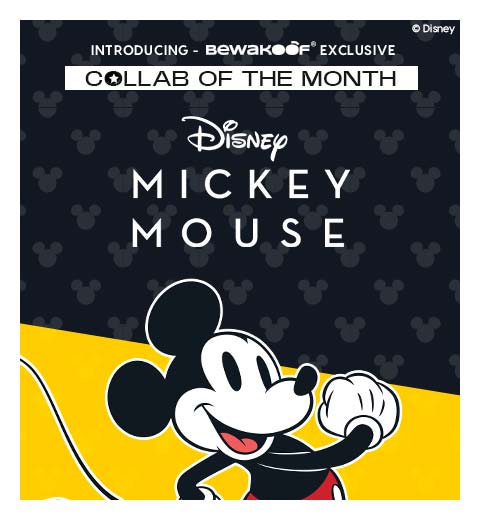 © Disney
INTRODUCING - BEWAKOOF® EXCLUSIVE
COLLAB OF THE MONTH
Disney
MICKEY
MOUSE